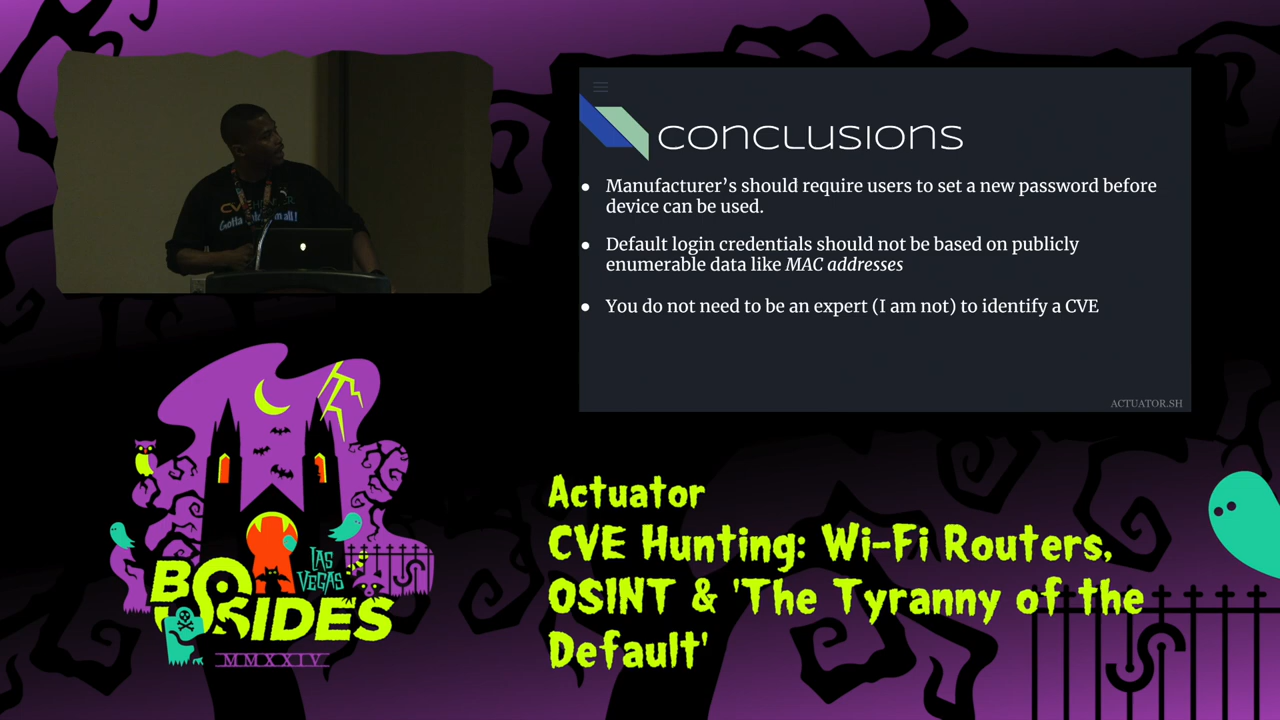 CONCLUSIONS
● Manufacturer's should require users to set a new password before
device can be used.
● Default login credentials should not be based on publicly
enumerable data like MAC addresses
● You do not need to be an expert (I am not) to identify a CVE
ACTUATOR.SH
Gotta
all!
LAS
VEGAS
BSIDES
MMXXIV
Actuator
CVE Hunting: Wi-Fi Routers,
OSINT & 'The Tyranny of the
Default'